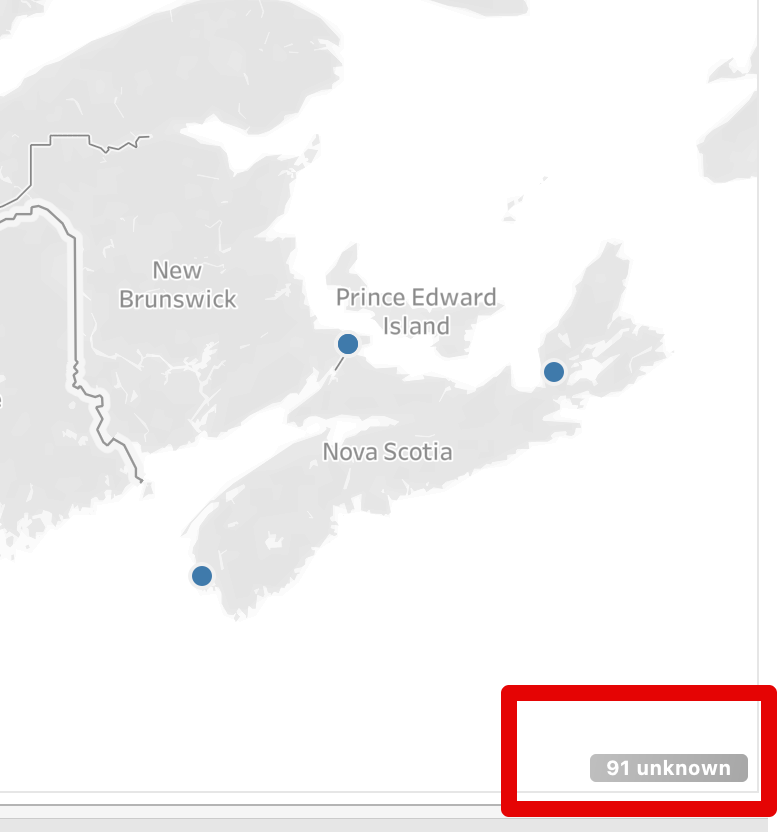 New
Brunswick
Prince Edward
Island
Nova Scotia
91 unknown